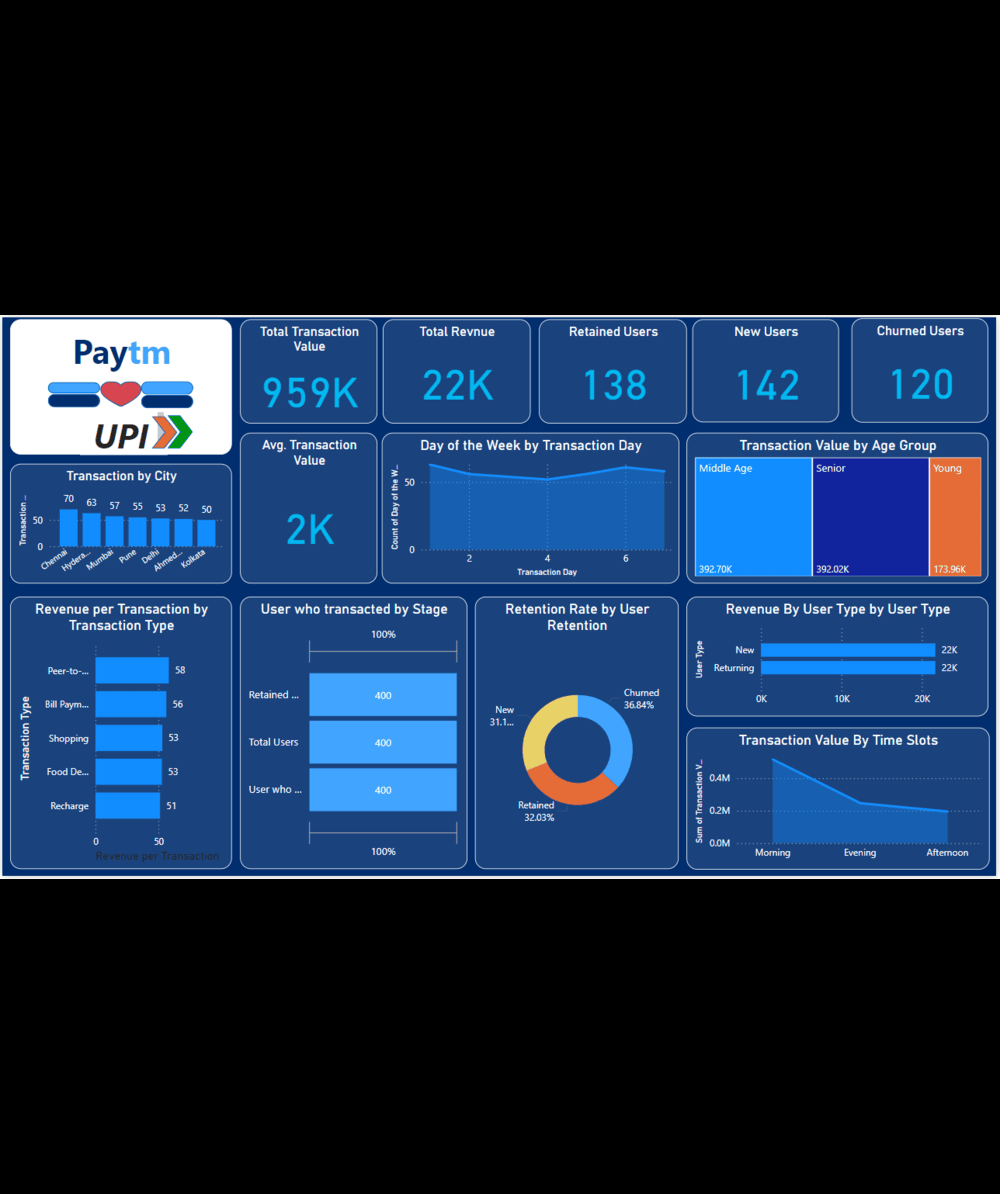 Paytm
UPI
Total Transaction
Value
959K
Total Revnue
22K
Retained Users
138
New Users
142
Churned Users
120
Transaction by City
Transaction ...
50
0
70
63
57
55
53
52
50
Chennai
Hydera...
Mumbai
Pune
Delhi
Ahmed...
Kolkata
Avg. Transaction
Value
2K
Day of the Week by Transaction Day
Count of Day of the W...
50
0
2
4
6
Transaction Day
Transaction Value by Age Group
Middle Age
392.70K
Senior
392.02K
Young
173.96K
Revenue per Transaction by
Transaction Type
Transaction Type
Peer-to-...
58
Bill Paym...
56
Shopping
53
Food De...
53
Recharge
51
0
50
Revenue per Transaction
User who transacted by Stage
100%
Retained ...
400
Total Users
400
User who ...
400
100%
Retention Rate by User
Retention
Churned
36.84%
New
31.1...
Retained
32.03%
Revenue By User Type by User Type
User Type
New
22K
Returning
22K
0K
10K
20K
Transaction Value By Time Slots
Sum of Transaction V...
0.4M
0.2M
0.0M
Morning
Evening
Afternoon